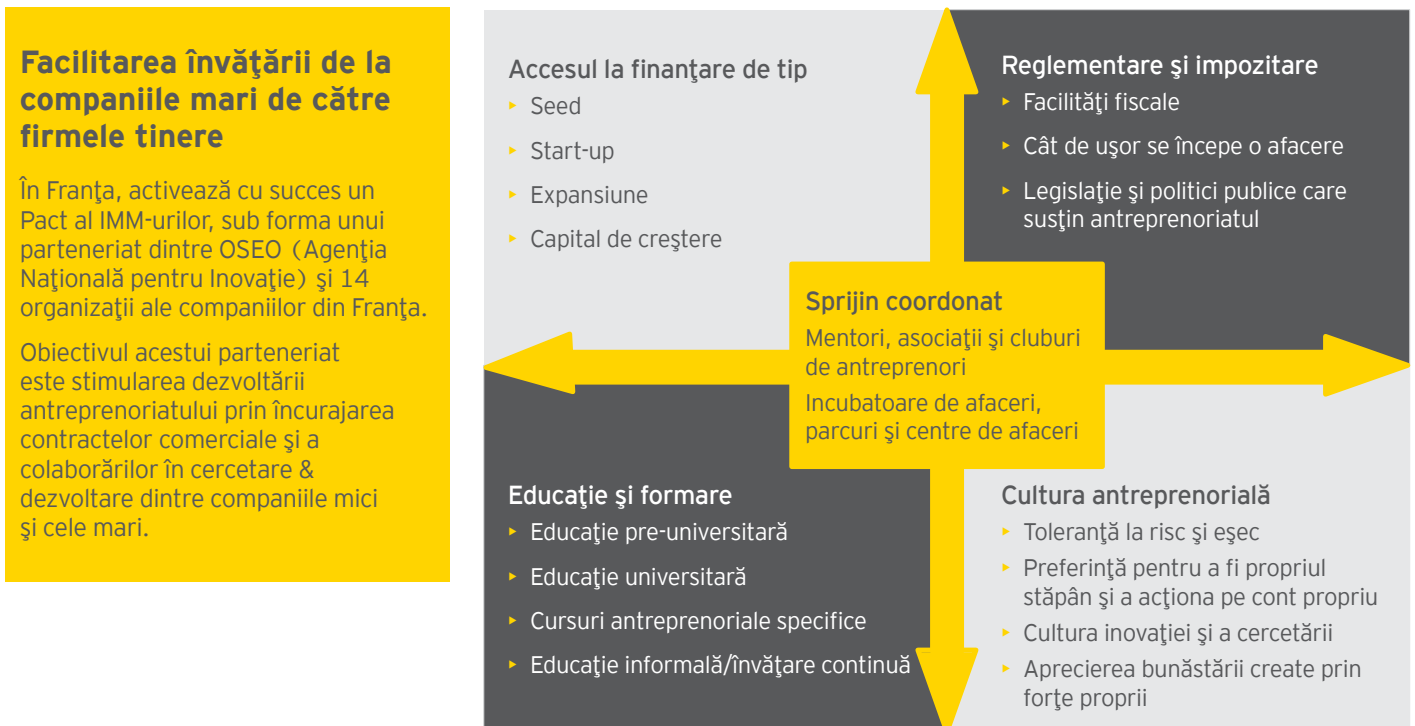 Facilitarea învăţării de la
companiile mari de către
firmele tinere
În Franţa, activează cu succes un
Pact al IMM-urilor, sub forma unui
parteneriat dintre OSEO (Agenţia
Naţională pentru Inovaţie) şi 14
organizaţii ale companiilor din Franţa.
Obiectivul acestui parteneriat
este stimularea dezvoltării
antreprenoriatului prin încurajarea
contractelor comerciale şi a
colaborărilor în cercetare &
dezvoltare dintre companiile mici
şi cele mari.
Accesul la finanţare de tip
‣ Seed
‣ Start-up
‣ Expansiune
‣ Capital de creştere
Reglementare şi impozitare
‣ Facilităţi fiscale
‣ Cât de uşor se începe o afacere
‣ Legislaţie şi politici publice care
susţin antreprenoriatul
Sprijin coordonat
Mentori, asociaţii şi cluburi
de antreprenori
Incubatoare de afaceri,
parcuri şi centre de afaceri
Educaţie şi formare
‣ Educaţie pre-universitară
‣ Educaţie universitară
‣ Cursuri antreprenoriale specifice
‣ Educaţie informală/învăţare continuă
Cultura antreprenorială
‣ Toleranţă la risc şi eşec
‣ Preferinţă pentru a fi propriul
stăpân şi a acţiona pe cont propriu
‣ Cultura inovaţiei şi a cercetării
‣ Aprecierea bunăstării create prin
forţe proprii